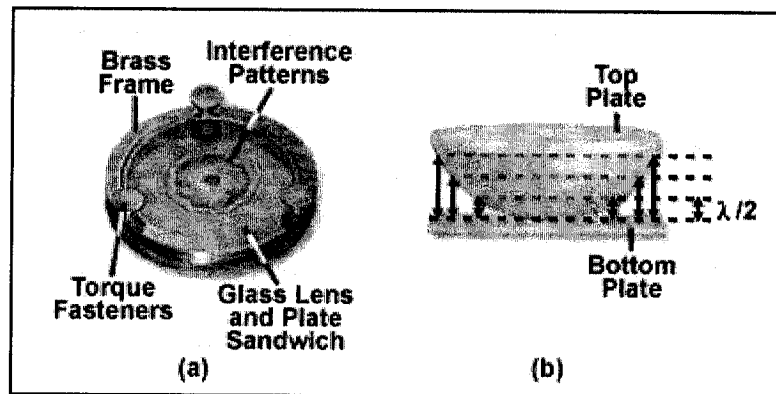 Interference
Patterns
Brass
Frame
Torque
Fasteners
Glass Lens
and Plate
Sandwich
(a)
Top
Plate
λ/2
Bottom
Plate
(b)